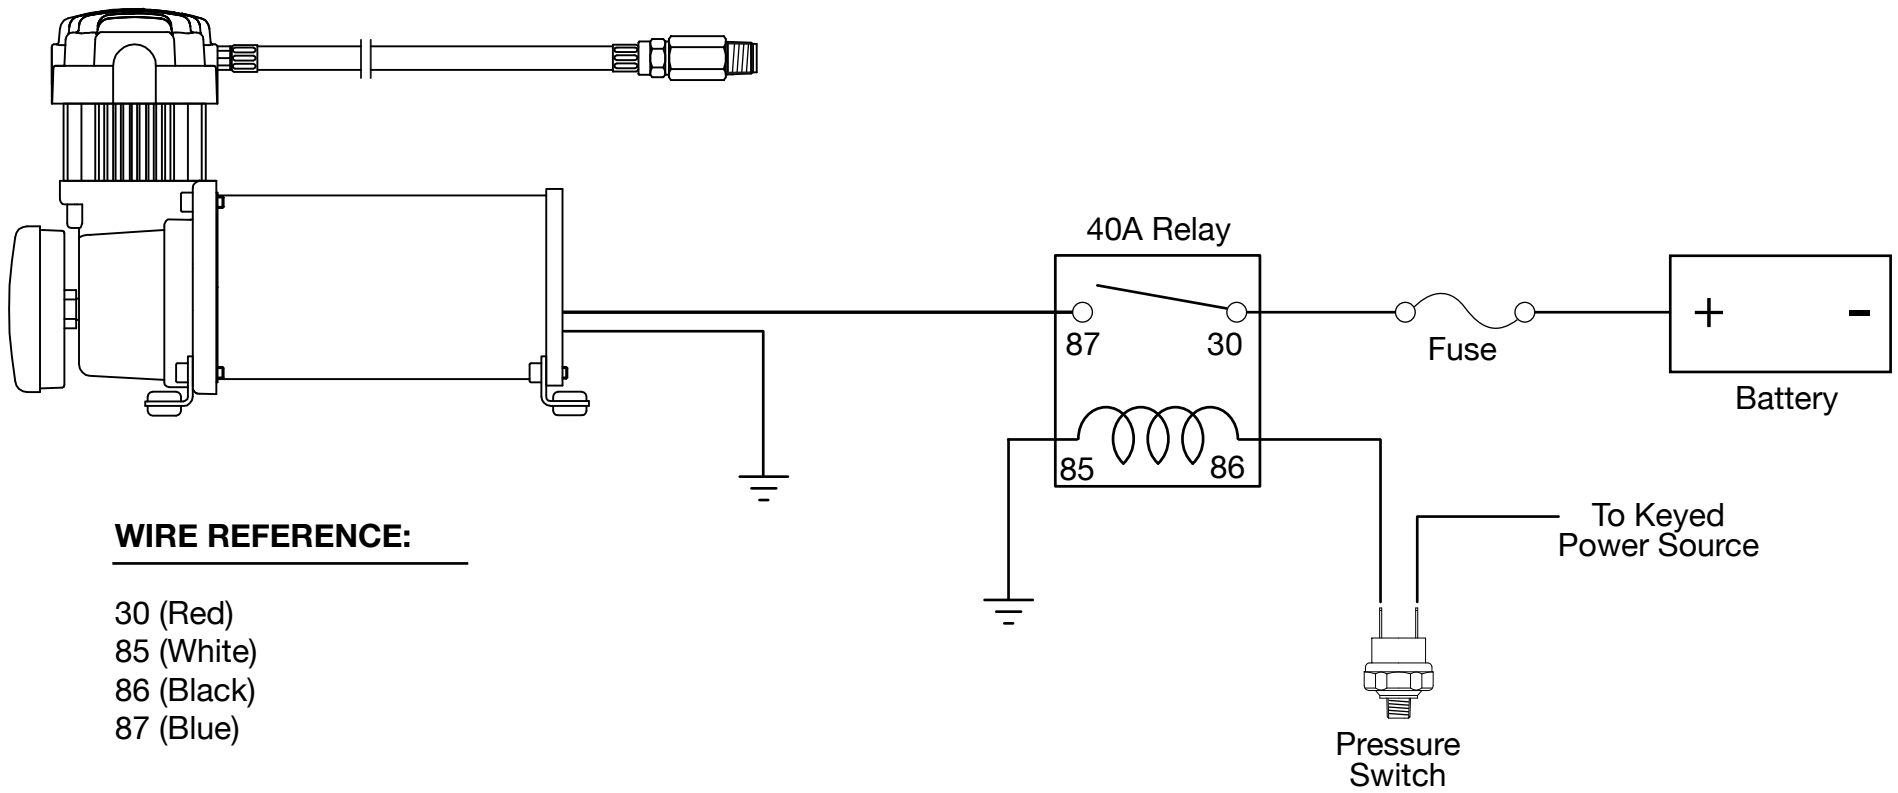 40A Relay
87
30
Fuse
+
-
Battery
85
86
To Keyed
Power Source
WIRE REFERENCE:
30 (Red)
85 (White)
86 (Black)
87 (Blue)
Pressure
Switch